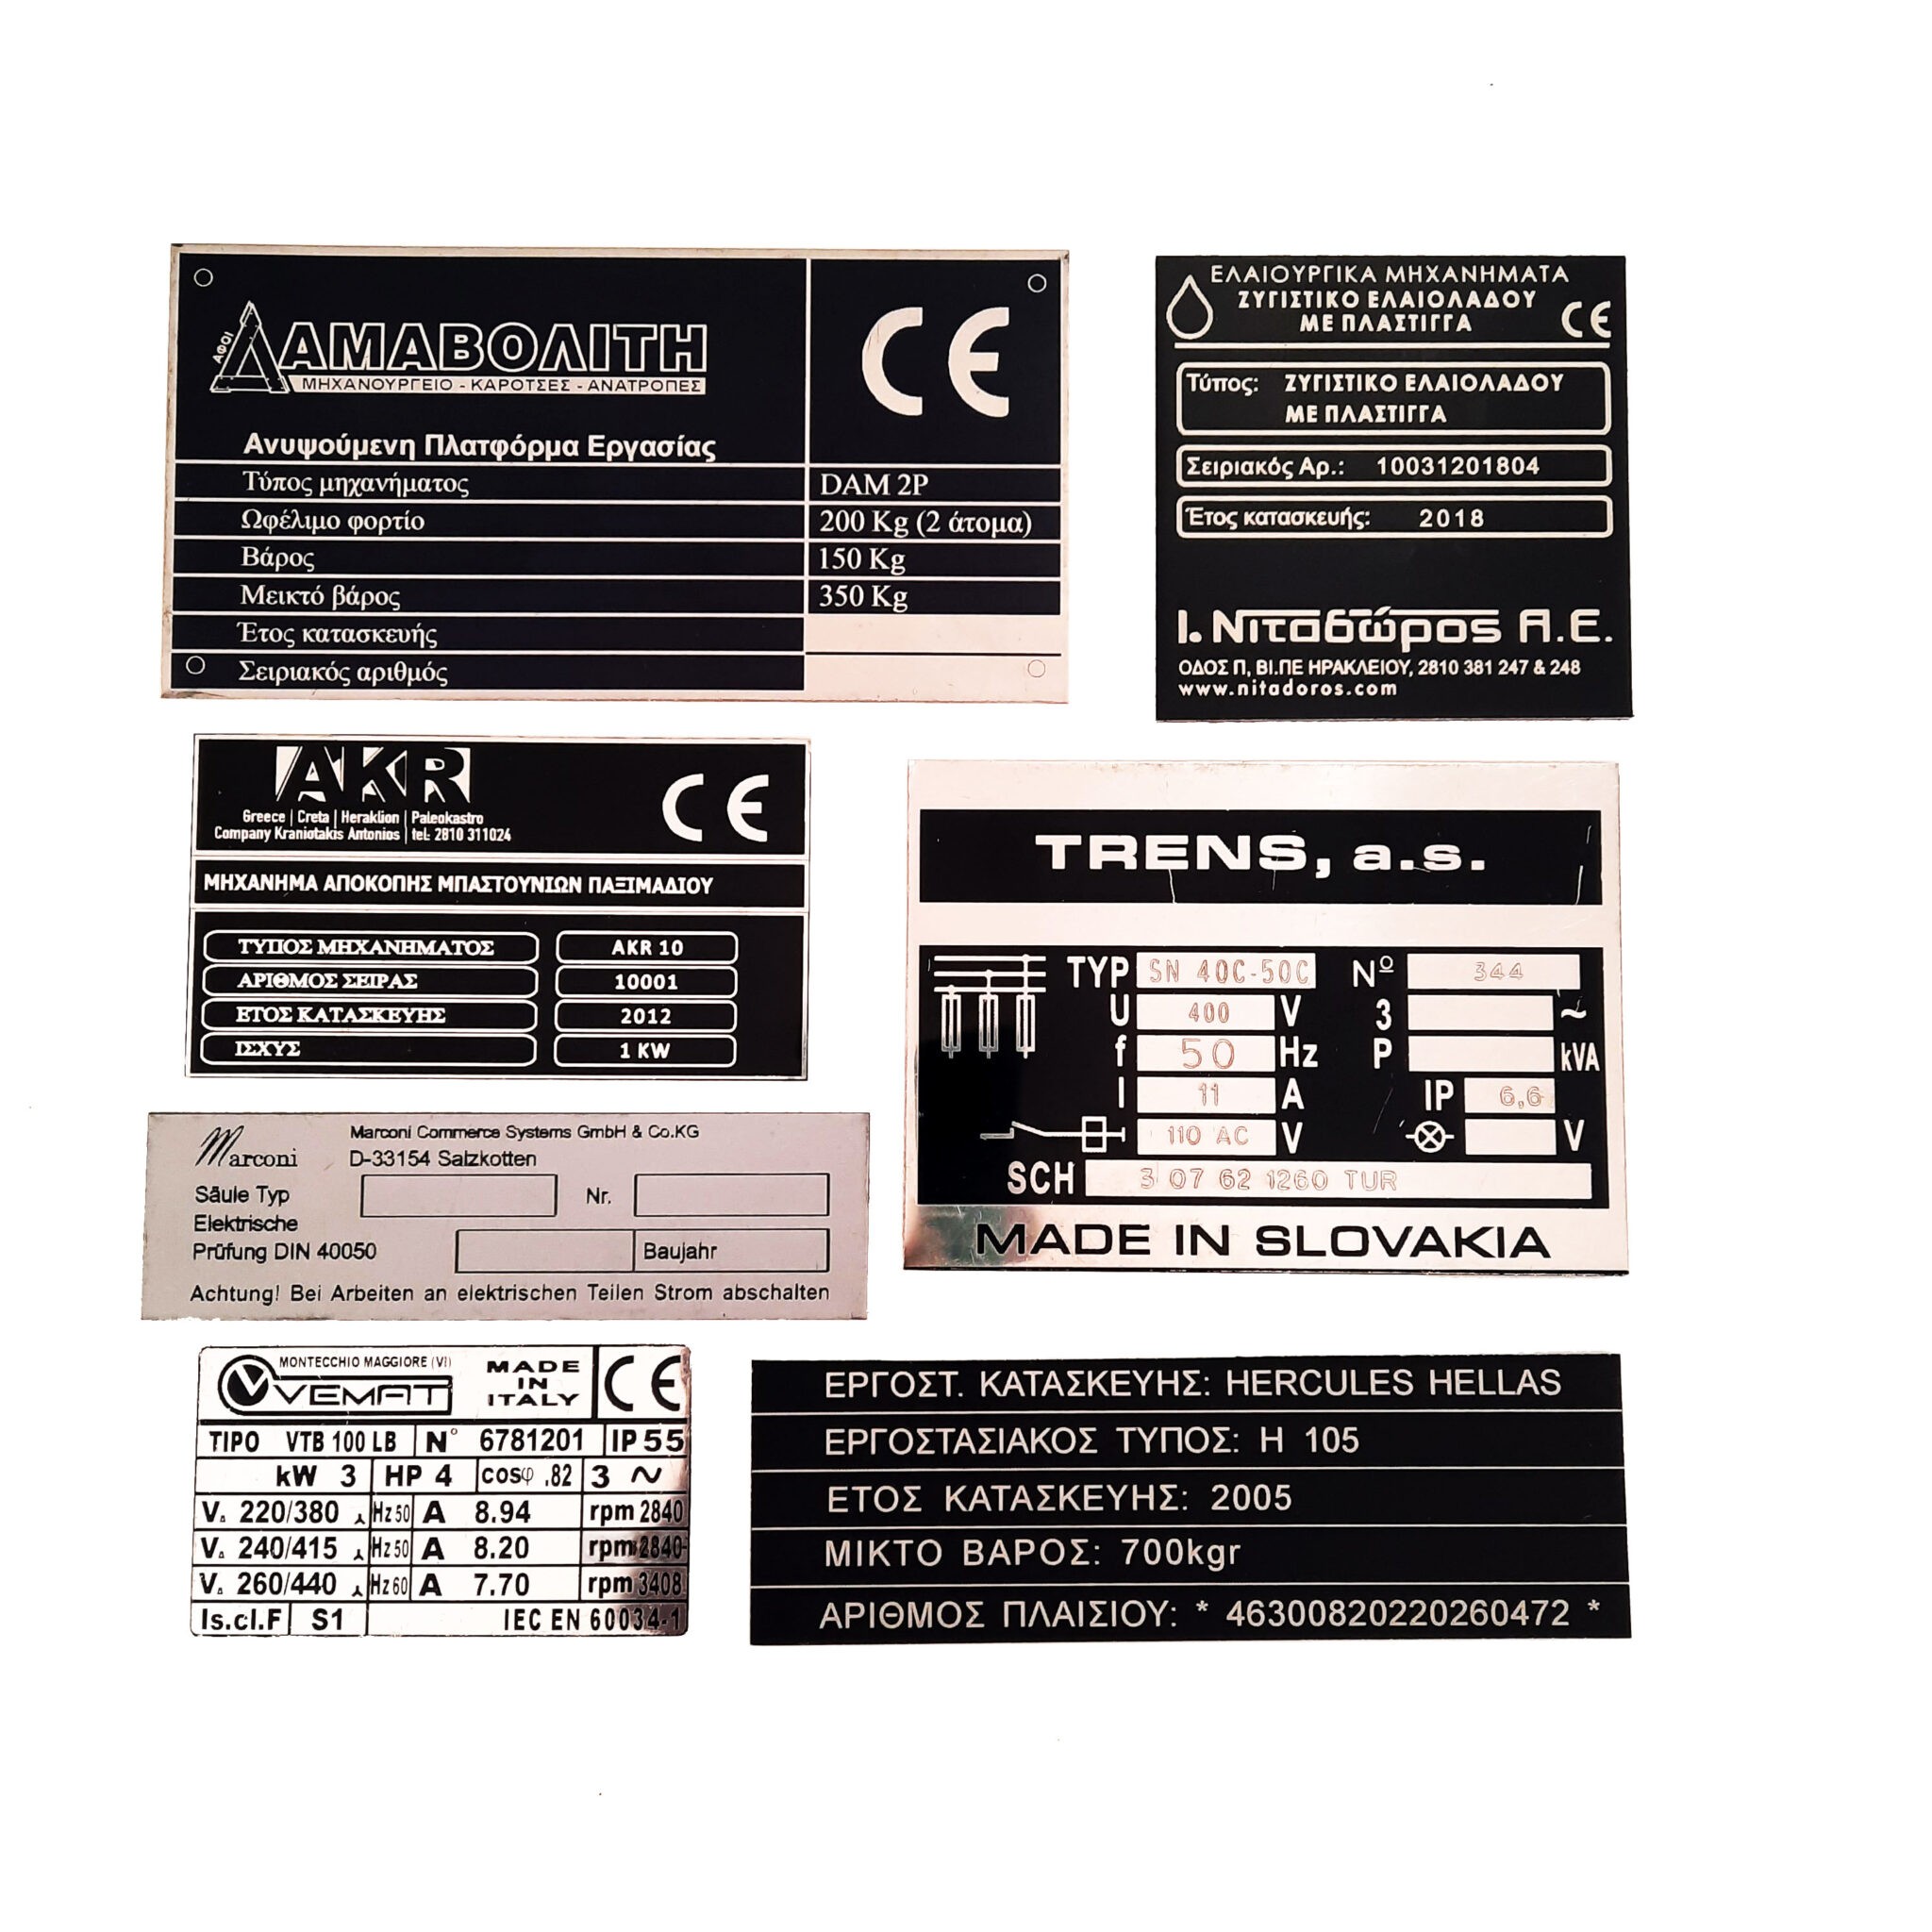 ΑΦΟΙ
ΔΑΜΑΒΟΛΙΤΗ
ΜΗΧΑΝΟΥΡΓΕΙΟ - ΚΑΡΟΤΣΕΣ - ΑΝΑΤΡΟΠΕΣ
CE
Ανυψούμενη Πλατφόρμα Εργασίας
Τύπος μηχανήματος DAM 2P
Ωφέλιμο φορτίο 200 Kg (2 άτομα)
Βάρος 150 Kg
Μεικτό βάρος 350 Kg
Έτος κατασκευής
Σειριακός αριθμός
ΕΛΑΙΟΥΡΓΙΚΑ ΜΗΧΑΝΗΜΑΤΑ
ΖΥΓΙΣΤΙΚΟ ΕΛΑΙΟΛΑΔΟΥ
ΜΕ ΠΛΑΣΤΙΓΓΑ CE
Τύπος: ΖΥΓΙΣΤΙΚΟ ΕΛΑΙΟΛΑΔΟΥ
ΜΕ ΠΛΑΣΤΙΓΓΑ
Σειριακός Αρ.: 10031201804
Έτος κατασκευής: 2018
Ι. Νιταδώρος Α.Ε.
ΟΔΟΣ Π, ΒΙ.ΠΕ ΗΡΑΚΛΕΙΟΥ, 2810 381 247 & 248
www.nitadoros.com
AKR
Greece | Creta | Heraklion | Paleokastro
Company Kraniotakis Antonios | tel: 2810 311024
CE
ΜΗΧΑΝΗΜΑ ΑΠΟΚΟΠΗΣ ΜΠΑΣΤΟΥΝΙΩΝ ΠΑΞΙΜΑΔΙΟΥ
ΤΥΠΟΣ ΜΗΧΑΝΗΜΑΤΟΣ AKR 10
ΑΡΙΘΜΟΣ ΣΕΙΡΑΣ 10001
ΕΤΟΣ ΚΑΤΑΣΚΕΥΗΣ 2012
ΙΣΧΥΣ 1 KW
TRENS, a.s.
TYP SN 40C-50C Nº 344
U 400 V 3 ~
f 50 Hz P kVA
I 11 A IP 6,6
110 AC V V
SCH 3 07 62 1260 TUR
MADE IN SLOVAKIA
Marconi
Marconi Commerce Systems GmbH & Co.KG
D-33154 Salzkotten
Säule Typ Nr.
Elektrische
Prüfung DIN 40050 Baujahr
Achtung! Bei Arbeiten an elektrischen Teilen Strom abschalten
MONTECCHIO MAGGIORE (VI)
VEMAT
MADE
IN
ITALY
CE
TIPO VTB 100 LB N° 6781201 IP 55
kW 3 HP 4 cosφ .82 3 ~
V▵ 220/380 ⅄ Hz 50 A 8.94 rpm 2840
V▵ 240/415 ⅄ Hz 50 A 8.20 rpm 2840
V▵ 260/440 ⅄ Hz 60 A 7.70 rpm 3408
Is.cl.F S1 IEC EN 60034-1
ΕΡΓΟΣΤ. ΚΑΤΑΣΚΕΥΗΣ: HERCULES HELLAS
ΕΡΓΟΣΤΑΣΙΑΚΟΣ ΤΥΠΟΣ: Η 105
ΕΤΟΣ ΚΑΤΑΣΚΕΥΗΣ: 2005
ΜΙΚΤΟ ΒΑΡΟΣ: 700kgr
ΑΡΙΘΜΟΣ ΠΛΑΙΣΙΟΥ: * 46300820220260472 *